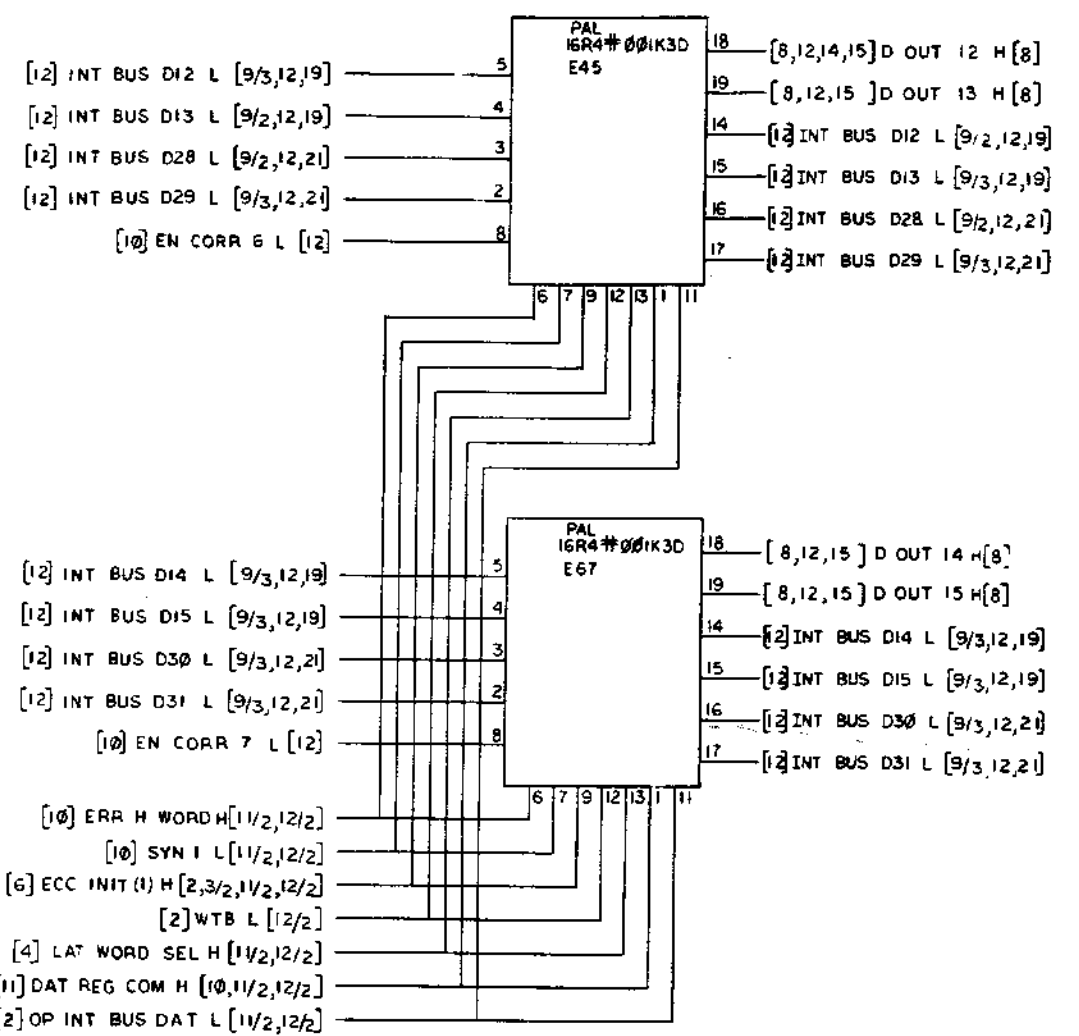 PAL
16R4#ØØ1K3D
E45
[12] INT BUS D12 L [9/3,12,19] 5
[12] INT BUS D13 L [9/2,12,19] 4
[12] INT BUS D28 L [9/2,12,21] 3
[12] INT BUS D29 L [9/3,12,21] 2
[1Ø] EN CORR 6 L [12] 8
18 [8,12,14,15] D OUT 12 H [8]
19 [8,12,15 ] D OUT 13 H [8]
14 [12] INT BUS D12 L [9/2,12,19]
15 [12] INT BUS D13 L [9/3,12,19]
16 [12] INT BUS D28 L [9/2,12,21]
17 [12] INT BUS D29 L [9/3,12,21]
6 7 9 12 13 1 11
PAL
16R4#ØØ1K3D
E67
[12] INT BUS D14 L [9/3,12,19] 5
[12] INT BUS D15 L [9/3,12,19] 4
[12] INT BUS D3Ø L [9/3,12,21] 3
[12] INT BUS D31 L [9/3,12,21] 2
[1Ø] EN CORR 7 L [12] 8
18 [ 8,12,15 ] D OUT 14 H[8]
19 [8,12,15] D OUT 15 H[8]
14 [12] INT BUS D14 L [9/3,12,19]
15 [12] INT BUS D15 L [9/3,12,19]
16 [12] INT BUS D3Ø L [9/3,12,21]
17 [12] INT BUS D31 L [9/3,12,21]
6 7 9 12 13 1 11
[1Ø] ERR H WORD H[11/2,12/2]
[1Ø] SYN 1 L[11/2,12/2]
[6] ECC INIT (1) H [2,3/2,11/2,12/2]
[2] WTB L [12/2]
[4] LAT WORD SEL H [11/2,12/2]
[11] DAT REG COM H [1Ø,11/2,12/2]
2] OP INT BUS DAT L [11/2,12/2]